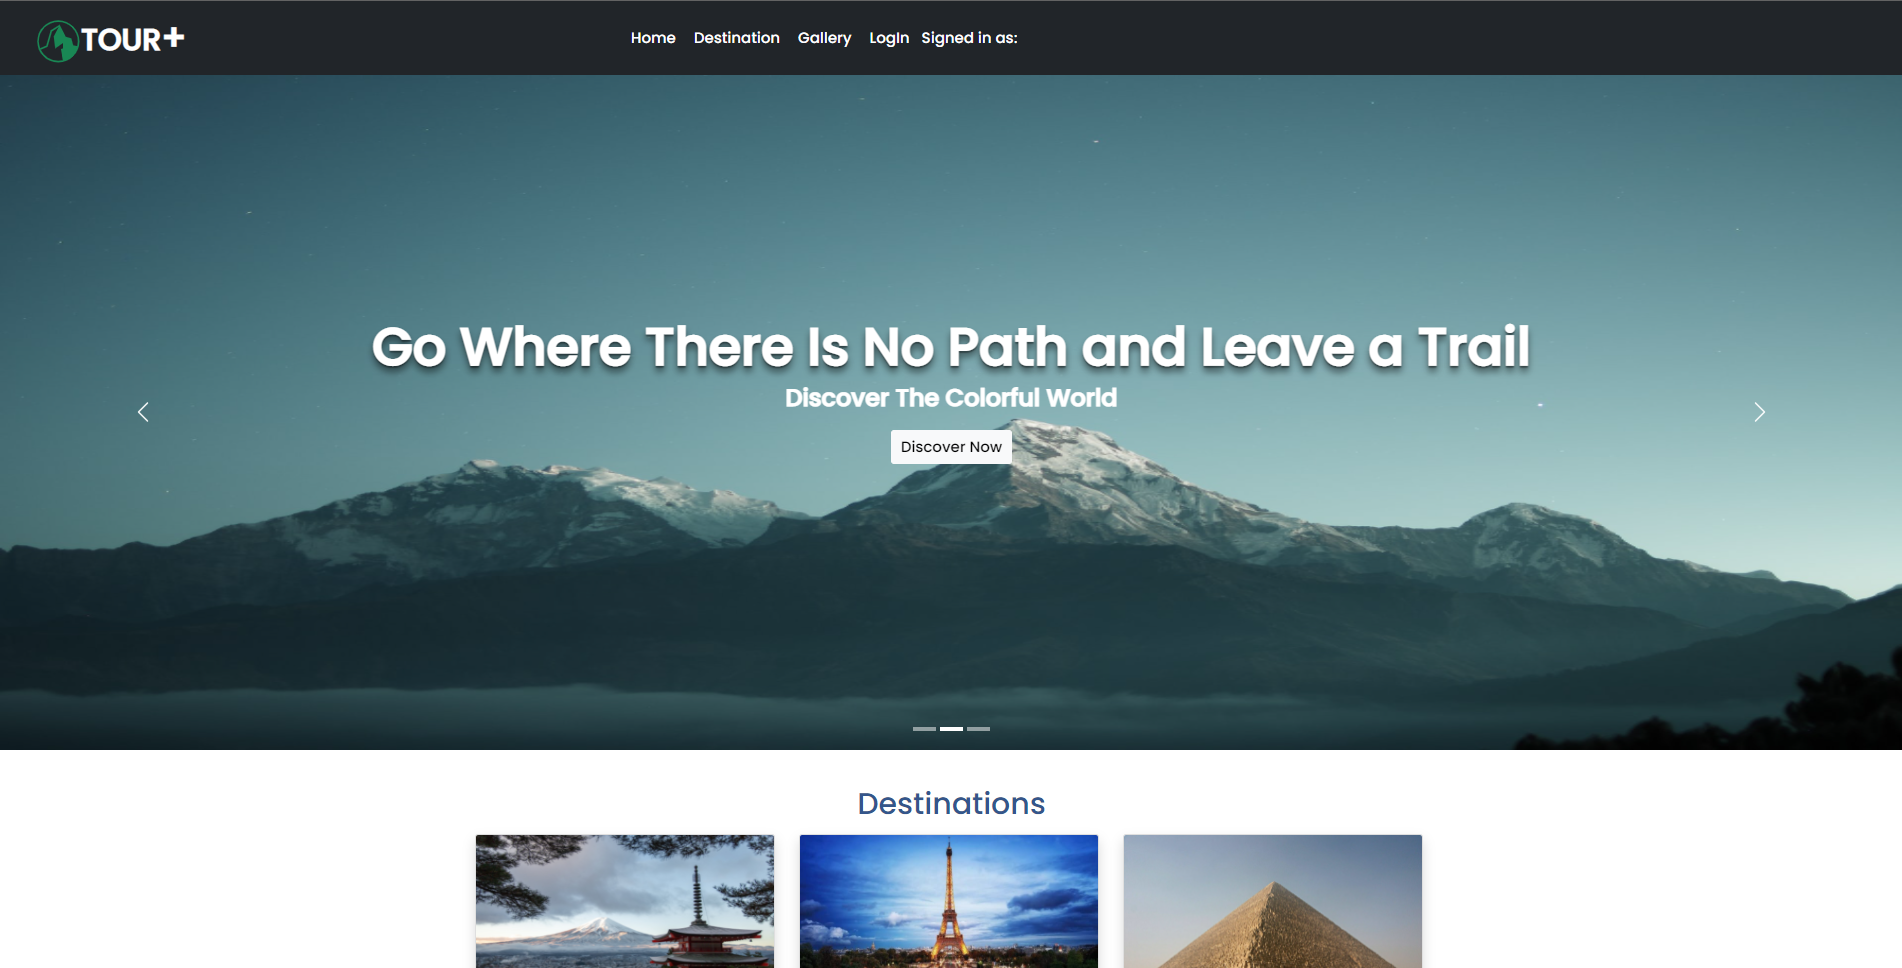 TOUR+
Home Destination Gallery LogIn Signed in as:
Go Where There Is No Path and Leave a Trail
Discover The Colorful World
Discover Now
Destinations